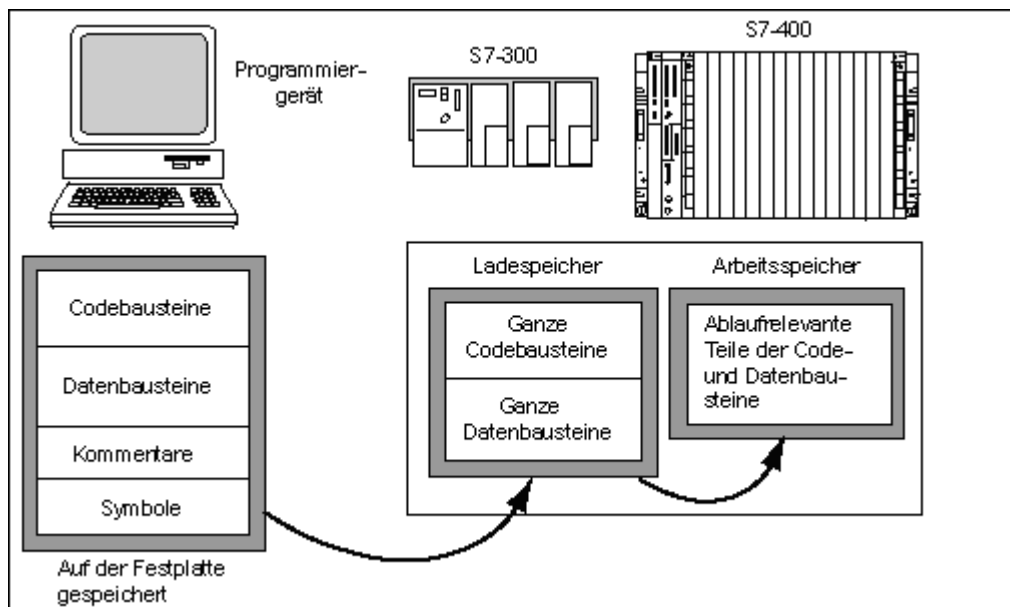 Programmier-
gerät
S7-300
S7-400
Codebausteine
Datenbausteine
Kommentare
Symbole
Auf der Festplatte
gespeichert
Ladespeicher
Ganze
Codebausteine
Ganze
Datenbausteine
Arbeitsspeicher
Ablaufrelevante
Teile der Code-
und Datenbau-
steine